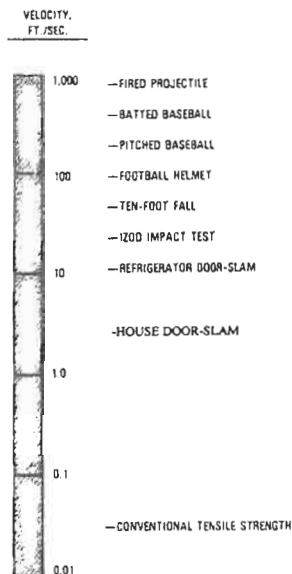 VELOCITY,
FT./SEC.
1,000 —FIRED PROJECTILE
—BATTED BASEBALL
—PITCHED BASEBALL
100 —FOOTBALL HELMET
—TEN-FOOT FALL
—IZOD IMPACT TEST
10 —REFRIGERATOR DOOR-SLAM
-HOUSE DOOR-SLAM
1.0
0.1
—CONVENTIONAL TENSILE STRENGTH
0.01